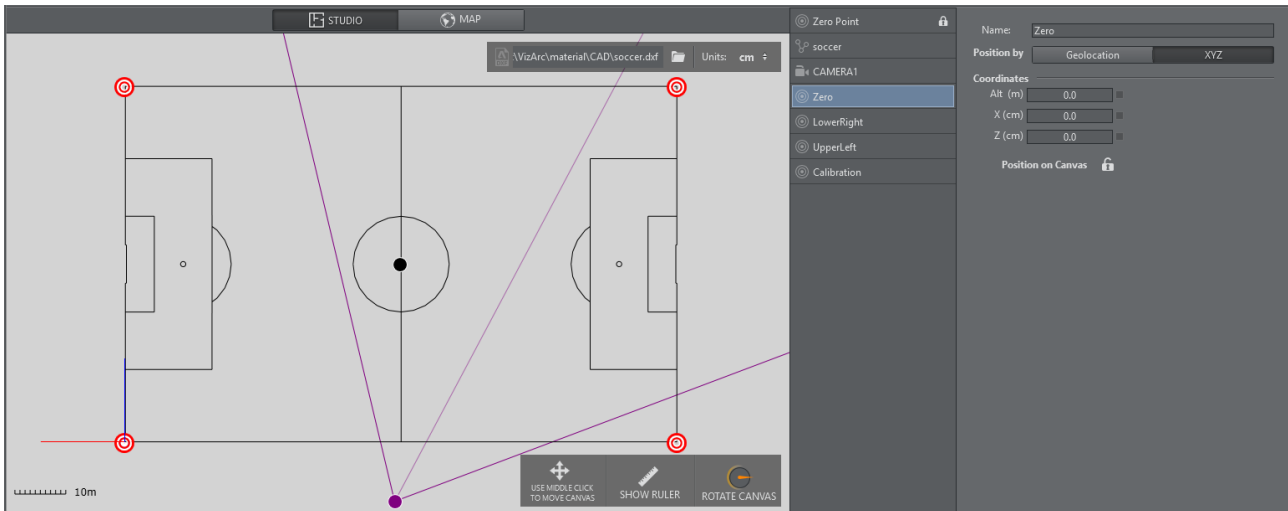 STUDIO
MAP
\VizArc\material\CAD\soccer.dxf
Units: cm
10m
USE MIDDLE CLICK
TO MOVE CANVAS
SHOW RULER
ROTATE CANVAS
Zero Point
soccer
CAMERA1
Zero
LowerRight
UpperLeft
Calibration
Name: Zero
Position by Geolocation XYZ
Coordinates
Alt (m) 0.0
X (cm) 0.0
Z (cm) 0.0
Position on Canvas